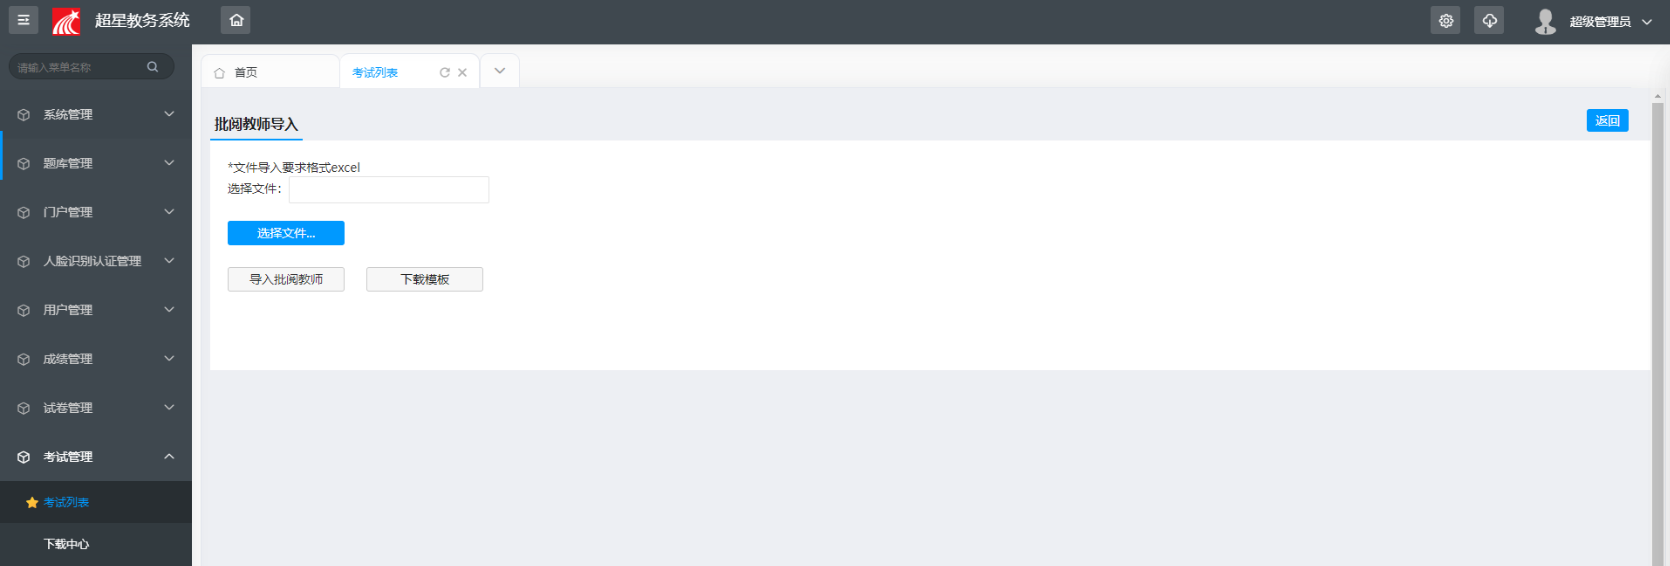 超星教务系统
超级管理员
请输入菜单名称
系统管理
题库管理
门户管理
人脸识别认证管理
用户管理
成绩管理
试卷管理
考试管理
考试列表
下载中心
首页
考试列表
批阅教师导入
返回
*文件导入要求格式excel
选择文件：
选择文件...
导入批阅教师
下载模板